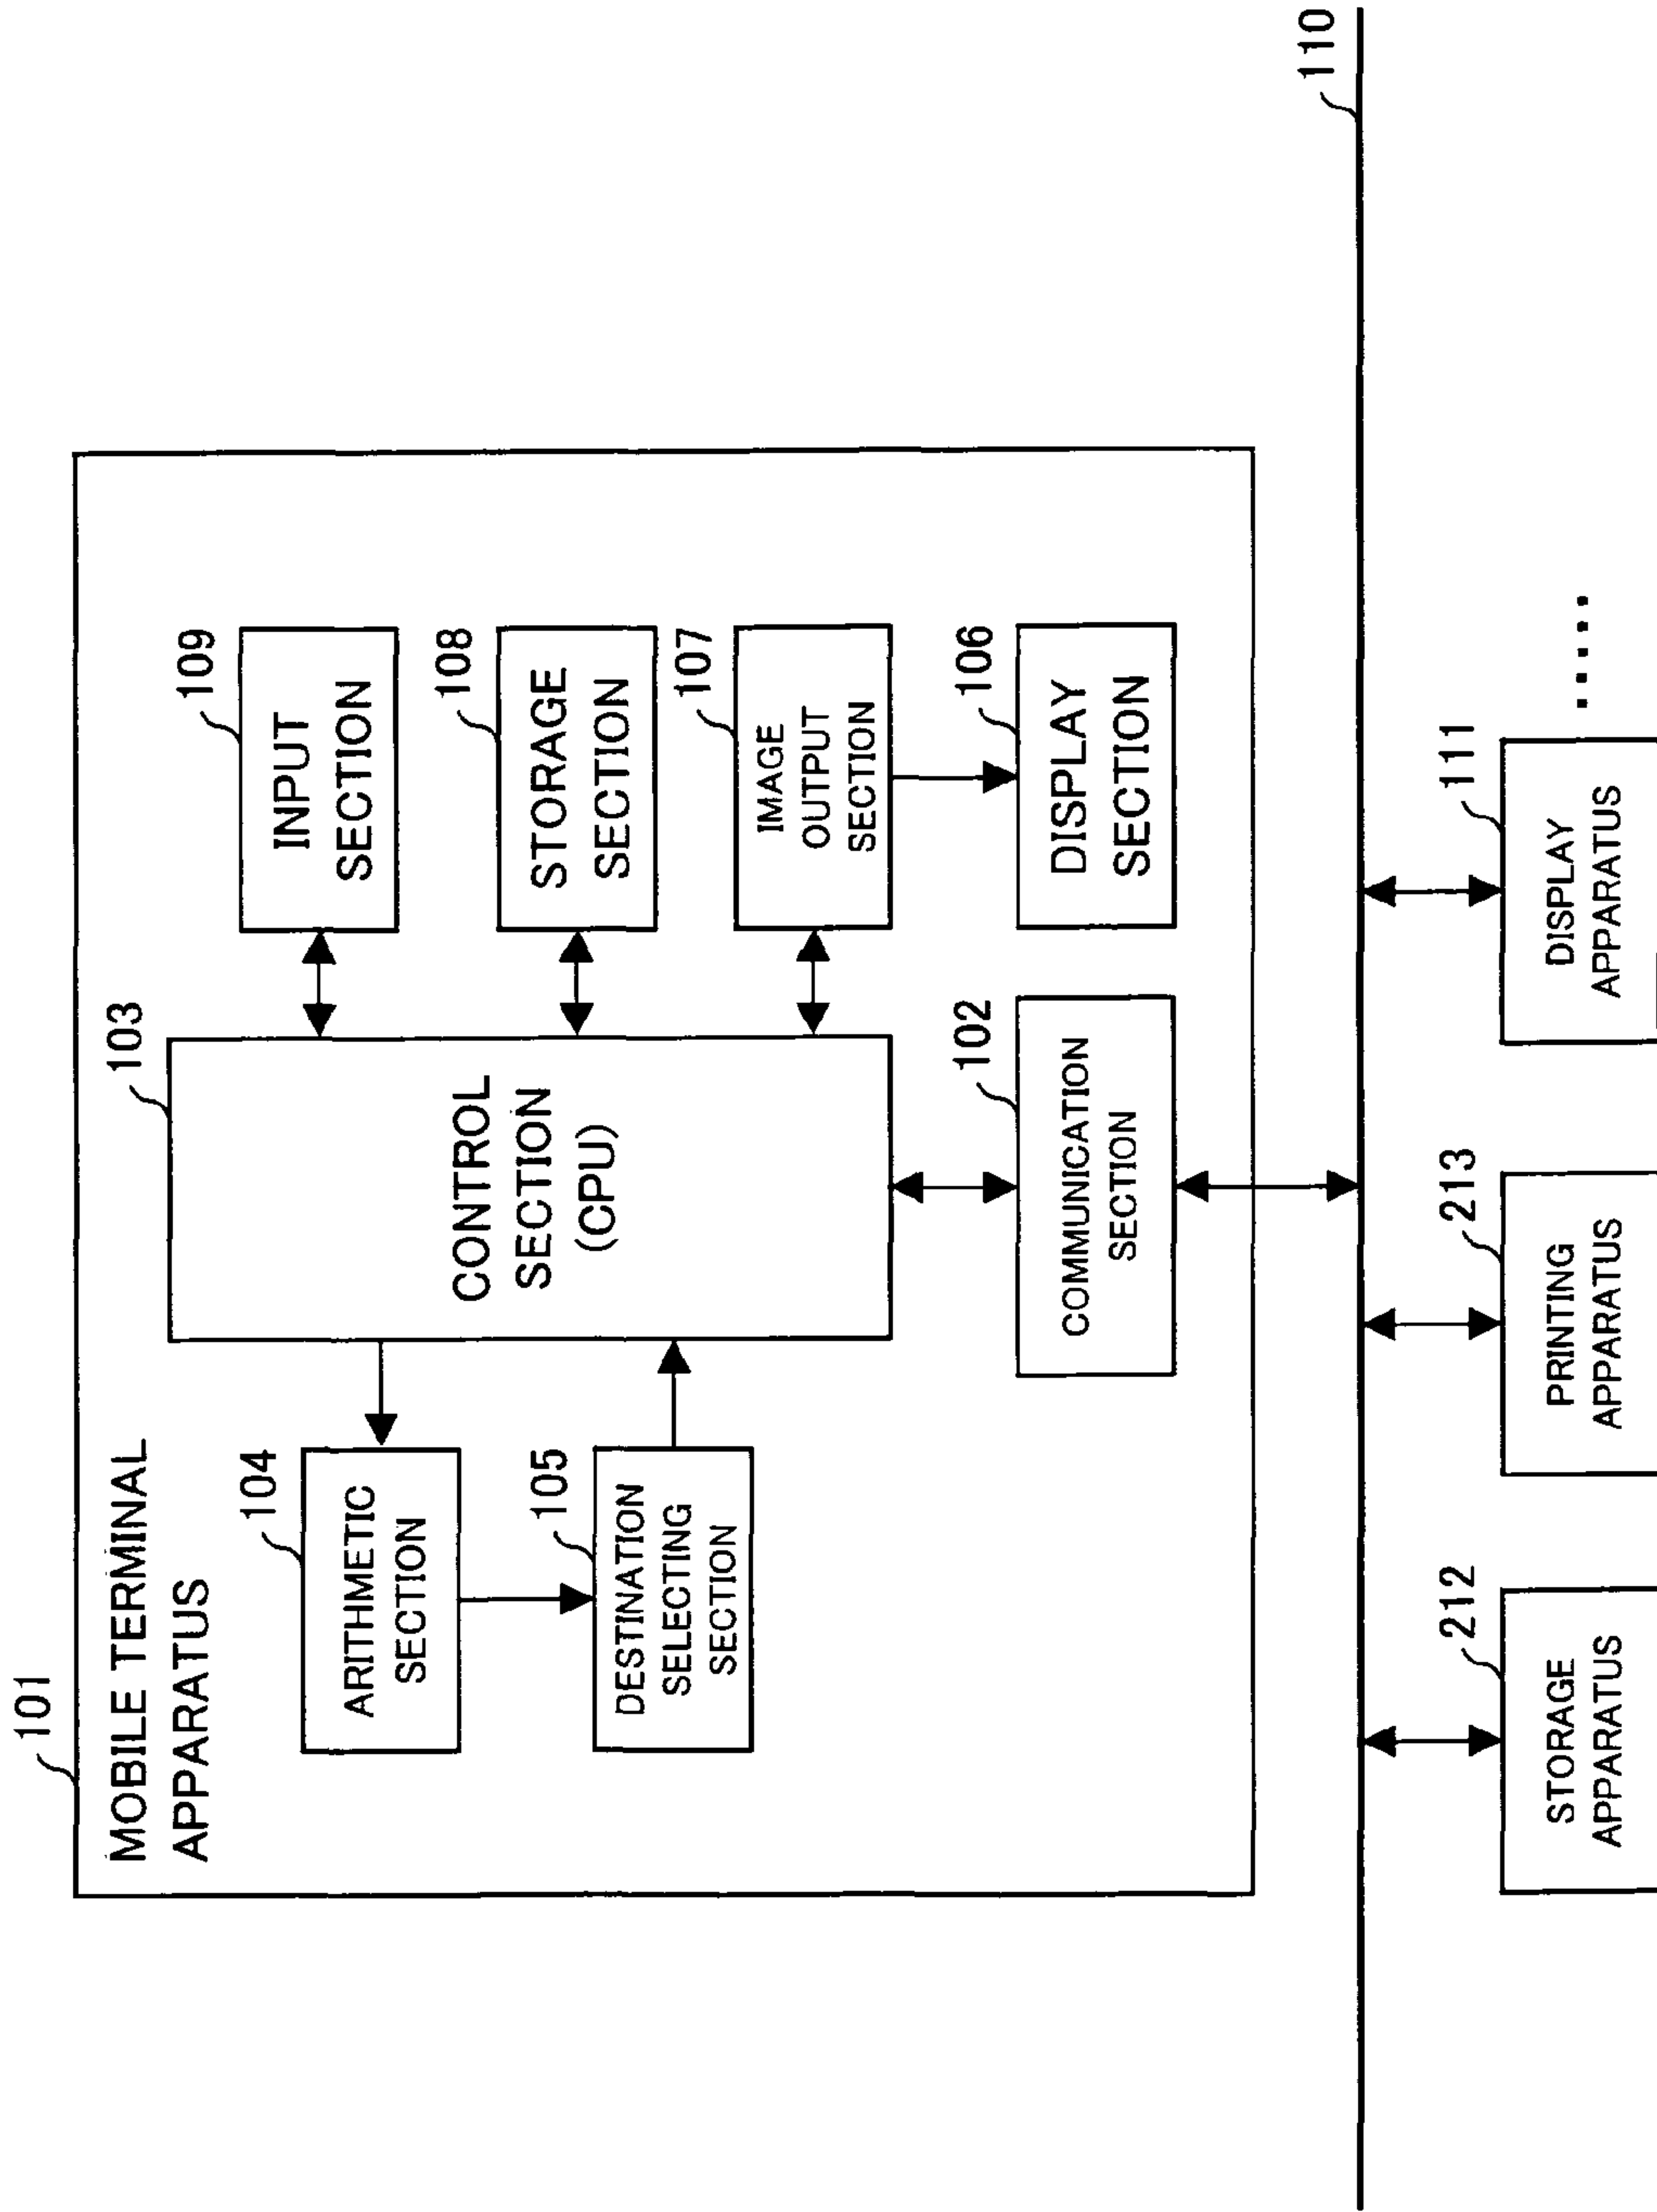 101
MOBILE TERMINAL
APPARATUS
103
109
INPUT
SECTION
104
ARITHMETIC
SECTION
CONTROL
SECTION
(CPU)
108
STORAGE
SECTION
105
DESTINATION
SELECTING
SECTION
107
IMAGE
OUTPUT
SECTION
102
COMMUNICATION
SECTION
106
DISPLAY
SECTION
110
212
STORAGE
APPARATUS
213
PRINTING
APPARATUS
111
DISPLAY
APPARATUS
.....